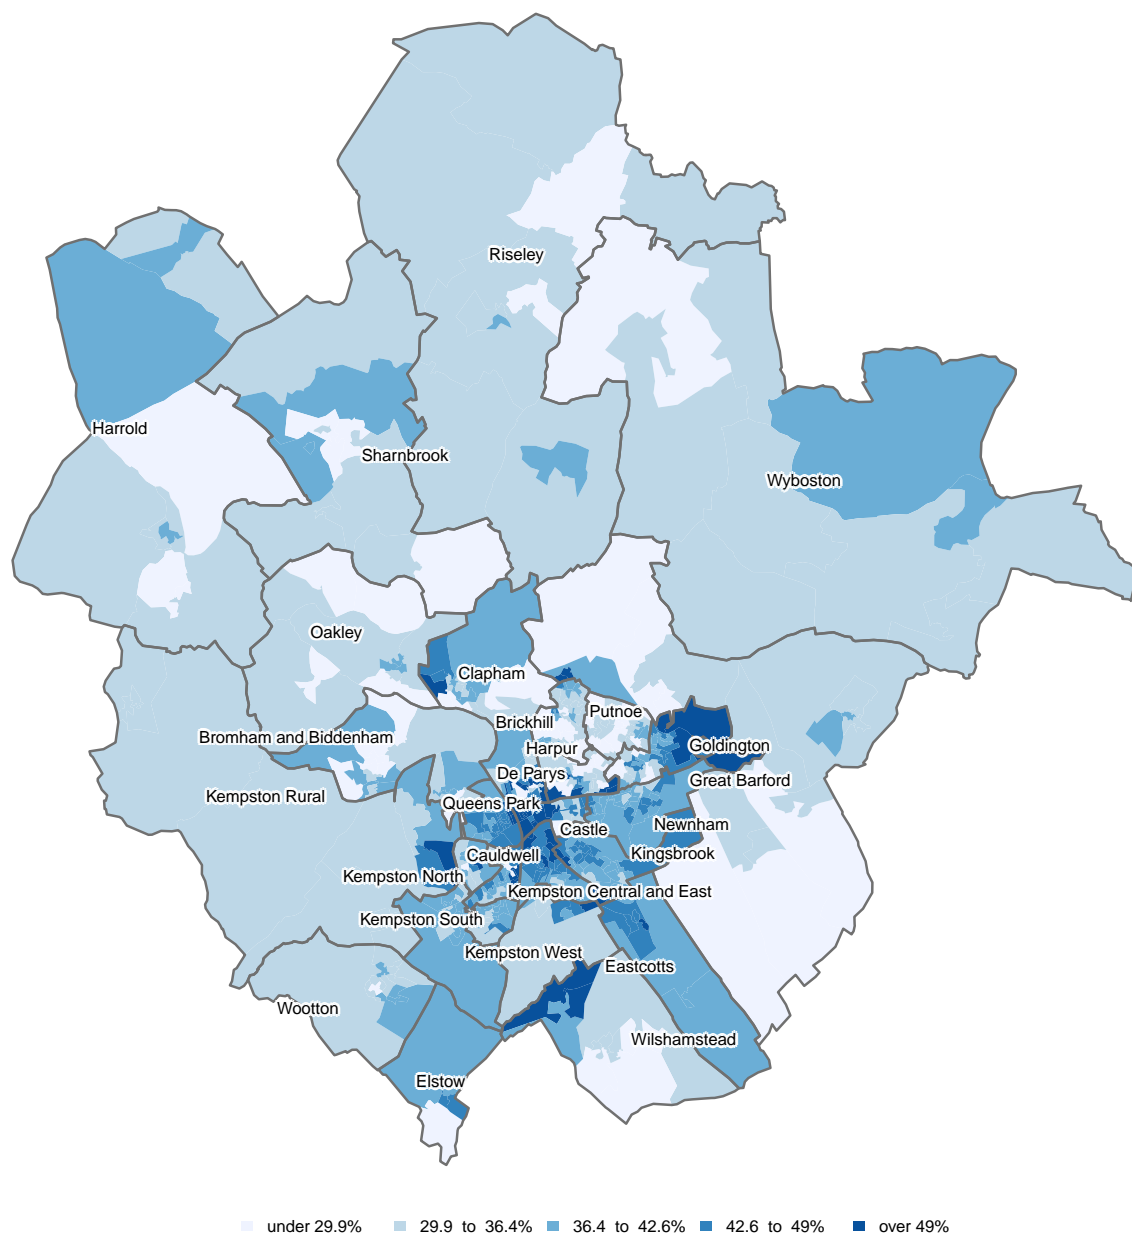 Riseley
Harrold
Sharnbrook
Wyboston
Oakley
Clapham
Putnoe
Brickhill
Bromham and Biddenham
Harpur
Goldington
De Parys
Great Barford
Kempston Rural
Queens Park
Castle
Newnham
Cauldwell
Kingsbrook
Kempston North
Kempston Central and East
Kempston South
Kempston West
Eastcotts
Wootton
Wilshamstead
Elstow
under 29.9% 29.9 to 36.4% 36.4 to 42.6% 42.6 to 49% over 49%